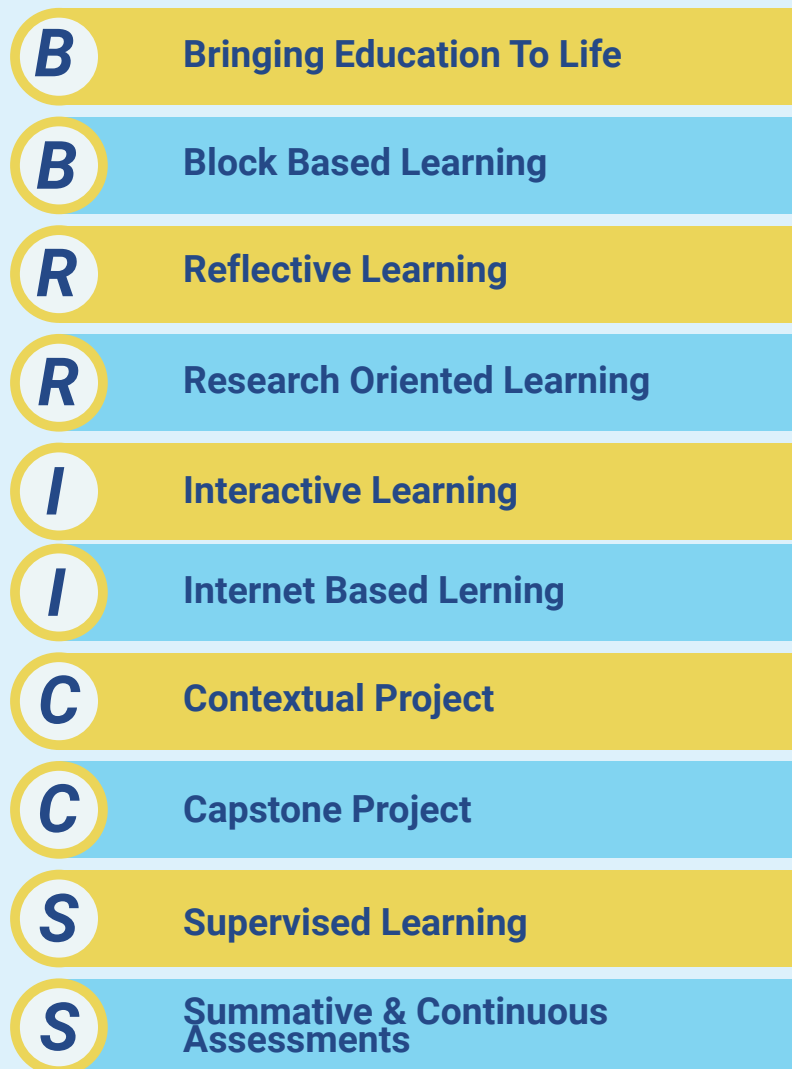 B Bringing Education To Life
B Block Based Learning
R Reflective Learning
R Research Oriented Learning
I Interactive Learning
I Internet Based Lerning
C Contextual Project
C Capstone Project
S Supervised Learning
S Summative & Continuous
Assessments